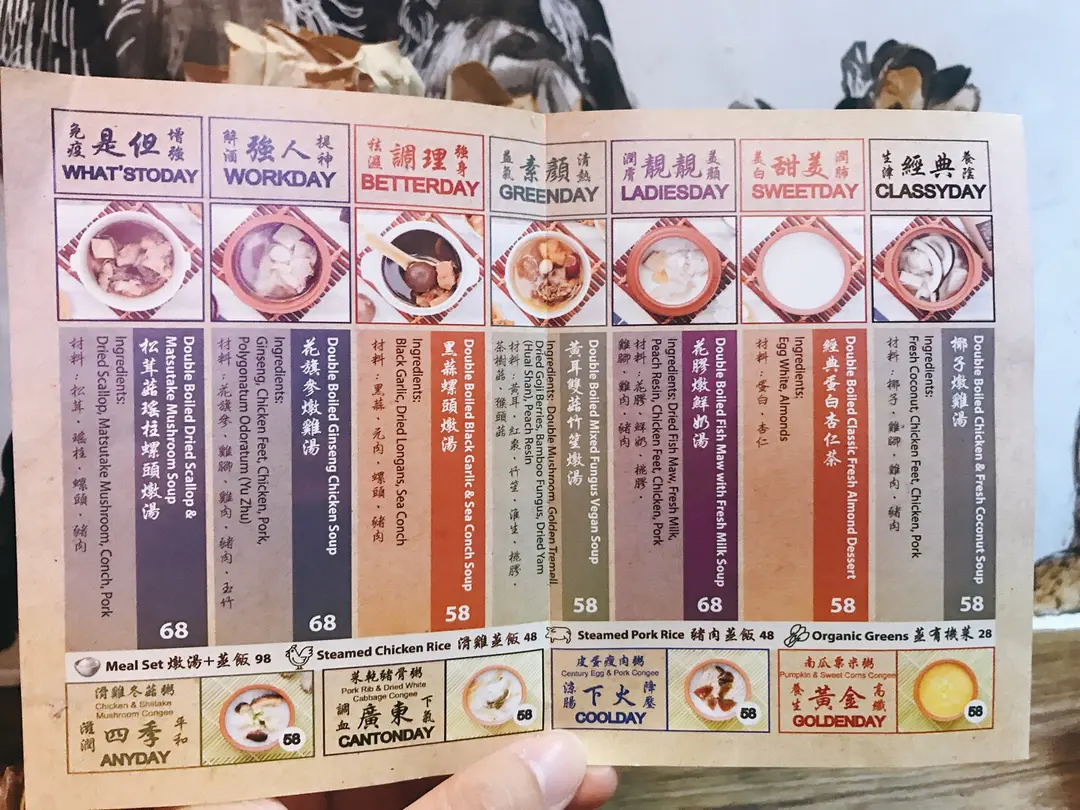 免疫 是但 增強
WHAT'STODAY
解酒 強人 提神
WORKDAY
祛濕 調理 強身
BETTERDAY
益氣 素顏 清熱
GREENDAY
潤膚 靚靚 美顏
LADIESDAY
美白 甜美 潤肺
SWEETDAY
生津 經典 養陰
CLASSYDAY
Double Boiled Dried Scallop &
Matsutake Mushroom Soup
松茸菇瑤柱螺頭燉湯
68
Ingredients:
Dried Scallop, Matsutake Mushroom, Conch, Pork
材料:松茸·瑤柱·螺頭·豬肉
Double Boiled Ginseng Chicken Soup
花旗參燉雞湯
68
Ingredients:
Ginseng, Chicken Feet, Chicken, Pork,
Polygonatum Odoratum (Yu Zhu)
材料:花旗參·雞腳·雞肉·豬肉·玉竹
Double Boiled Black Garlic & Sea Conch Soup
黑蒜螺頭燉湯
58
Ingredients:
Black Garlic, Dried Longans, Sea Conch
材料:黑蒜·元肉·螺頭·豬肉
Double Boiled Mixed Fungus Vegan Soup
黃耳雙菇竹笙燉湯
58
Ingredients: Double Mushroom, Golden Tremell,
Dried Goji Berries, Bamboo Fungus, Dried Yam
(Huai Shan), Peach Resin
材料:黃耳·紅棗·竹笙·淮生·桃膠·
茶樹菇·猴頭菇
Double Boiled Fish Maw with Fresh Milk Soup
花膠燉鮮奶湯
68
Ingredients: Dried Fish Maw, Fresh Milk,
Peach Resin, Chicken Feet, Chicken, Pork
材料:花膠·鮮奶·桃膠·
雞腳·雞肉·豬肉
Double Boiled Classic Fresh Almond Dessert
經典蛋白杏仁茶
58
Ingredients:
Egg White, Almonds
材料:蛋白·杏仁
Double Boiled Chicken & Fresh Coconut Soup
椰子燉雞湯
58
Ingredients:
Fresh Coconut, Chicken Feet, Chicken, Pork
材料:椰子·雞腳·雞肉·豬肉
Meal Set 燉湯+蒸飯 98
Steamed Chicken Rice 滑雞蒸飯 48
Steamed Pork Rice 豬肉蒸飯 48
Organic Greens 蒸有機菜 28
滑雞冬菇粥
Chicken & Shiitake
Mushroom Congee
滋潤 四季 平和
ANYDAY
58
菜乾豬骨粥
Pork Rib & Dried White
Cabbage Congee
調血 廣東 下氣
CANTONDAY
58
皮蛋瘦肉粥
Century Egg & Pork Congee
涼腸 下火 降壓
COOLDAY
58
南瓜粟米粥
Pumpkin & Sweet Corns Congee
養生 黃金 高纖
GOLDENDAY
58